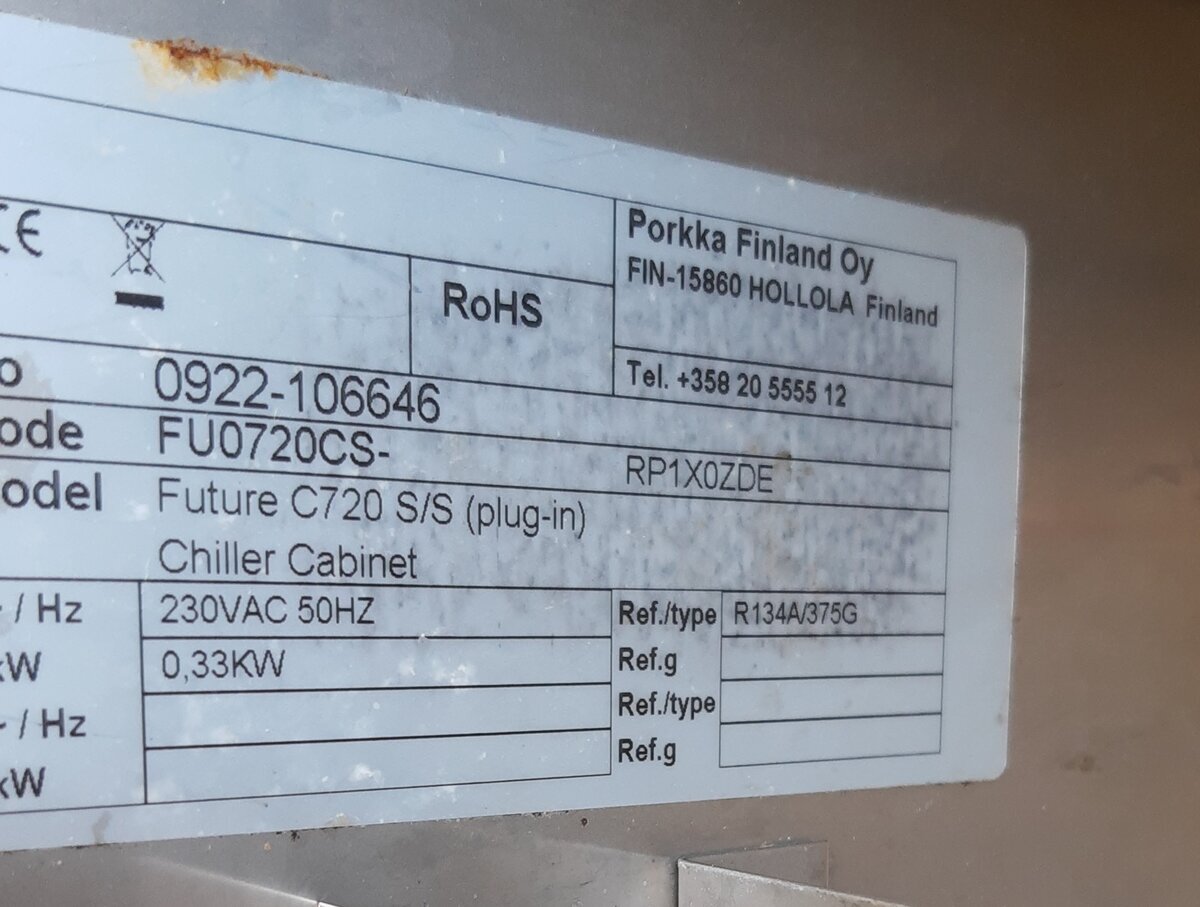 CE
RoHS
Porkka Finland Oy
FIN-15860 HOLLOLA Finland
Tel. +358 20 5555 12
o 0922-106646
ode FU0720CS- RP1X0ZDE
odel Future C720 S/S (plug-in)
Chiller Cabinet
/ Hz 230VAC 50HZ Ref./type R134A/375G
kW 0,33KW Ref.g
/ Hz Ref./type
kW Ref.g